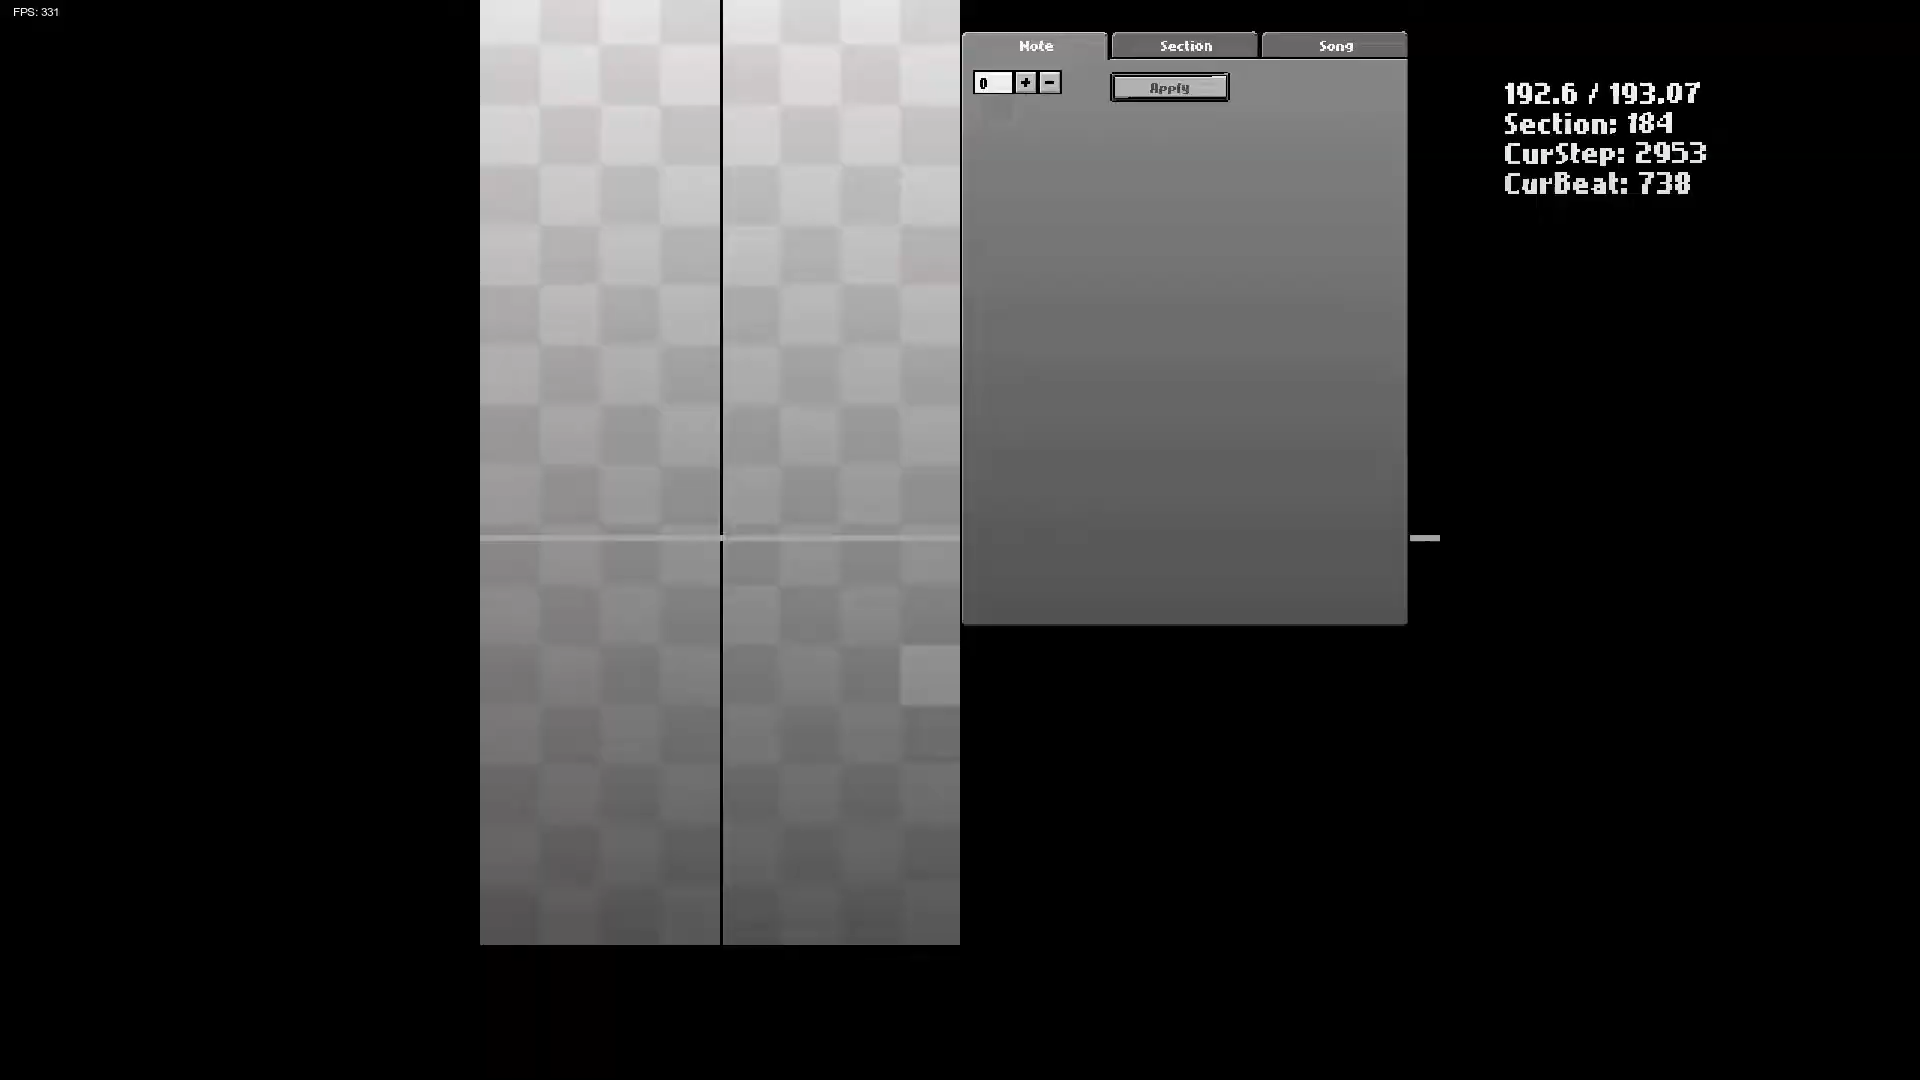 FPS: 331
Note
Section
Song
0 + -
Apply
192.6 / 193.07
Section: 184
CurStep: 2953
CurBeat: 738